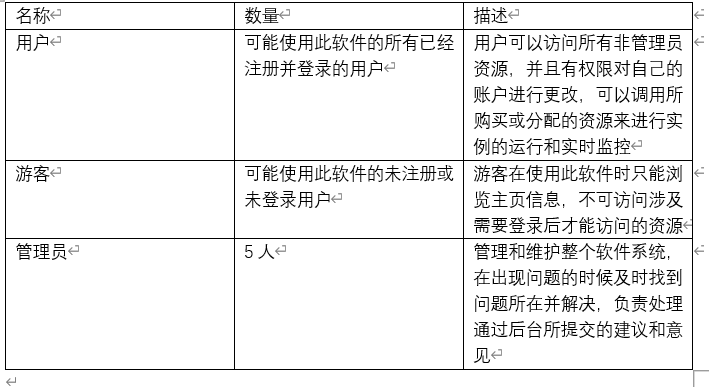 名称
数量
描述
用户
可能使用此软件的所有已经
注册并登录的用户
用户可以访问所有非管理员
资源，并且有权限对自己的
账户进行更改，可以调用所
购买或分配的资源来进行实
例的运行和实时监控
游客
可能使用此软件的未注册或
未登录用户
游客在使用此软件时只能浏
览主页信息，不可访问涉及
需要登录后才能访问的资源
管理员
5 人
管理和维护整个软件系统，
在出现问题的时候及时找到
问题所在并解决，负责处理
通过后台所提交的建议和意
见